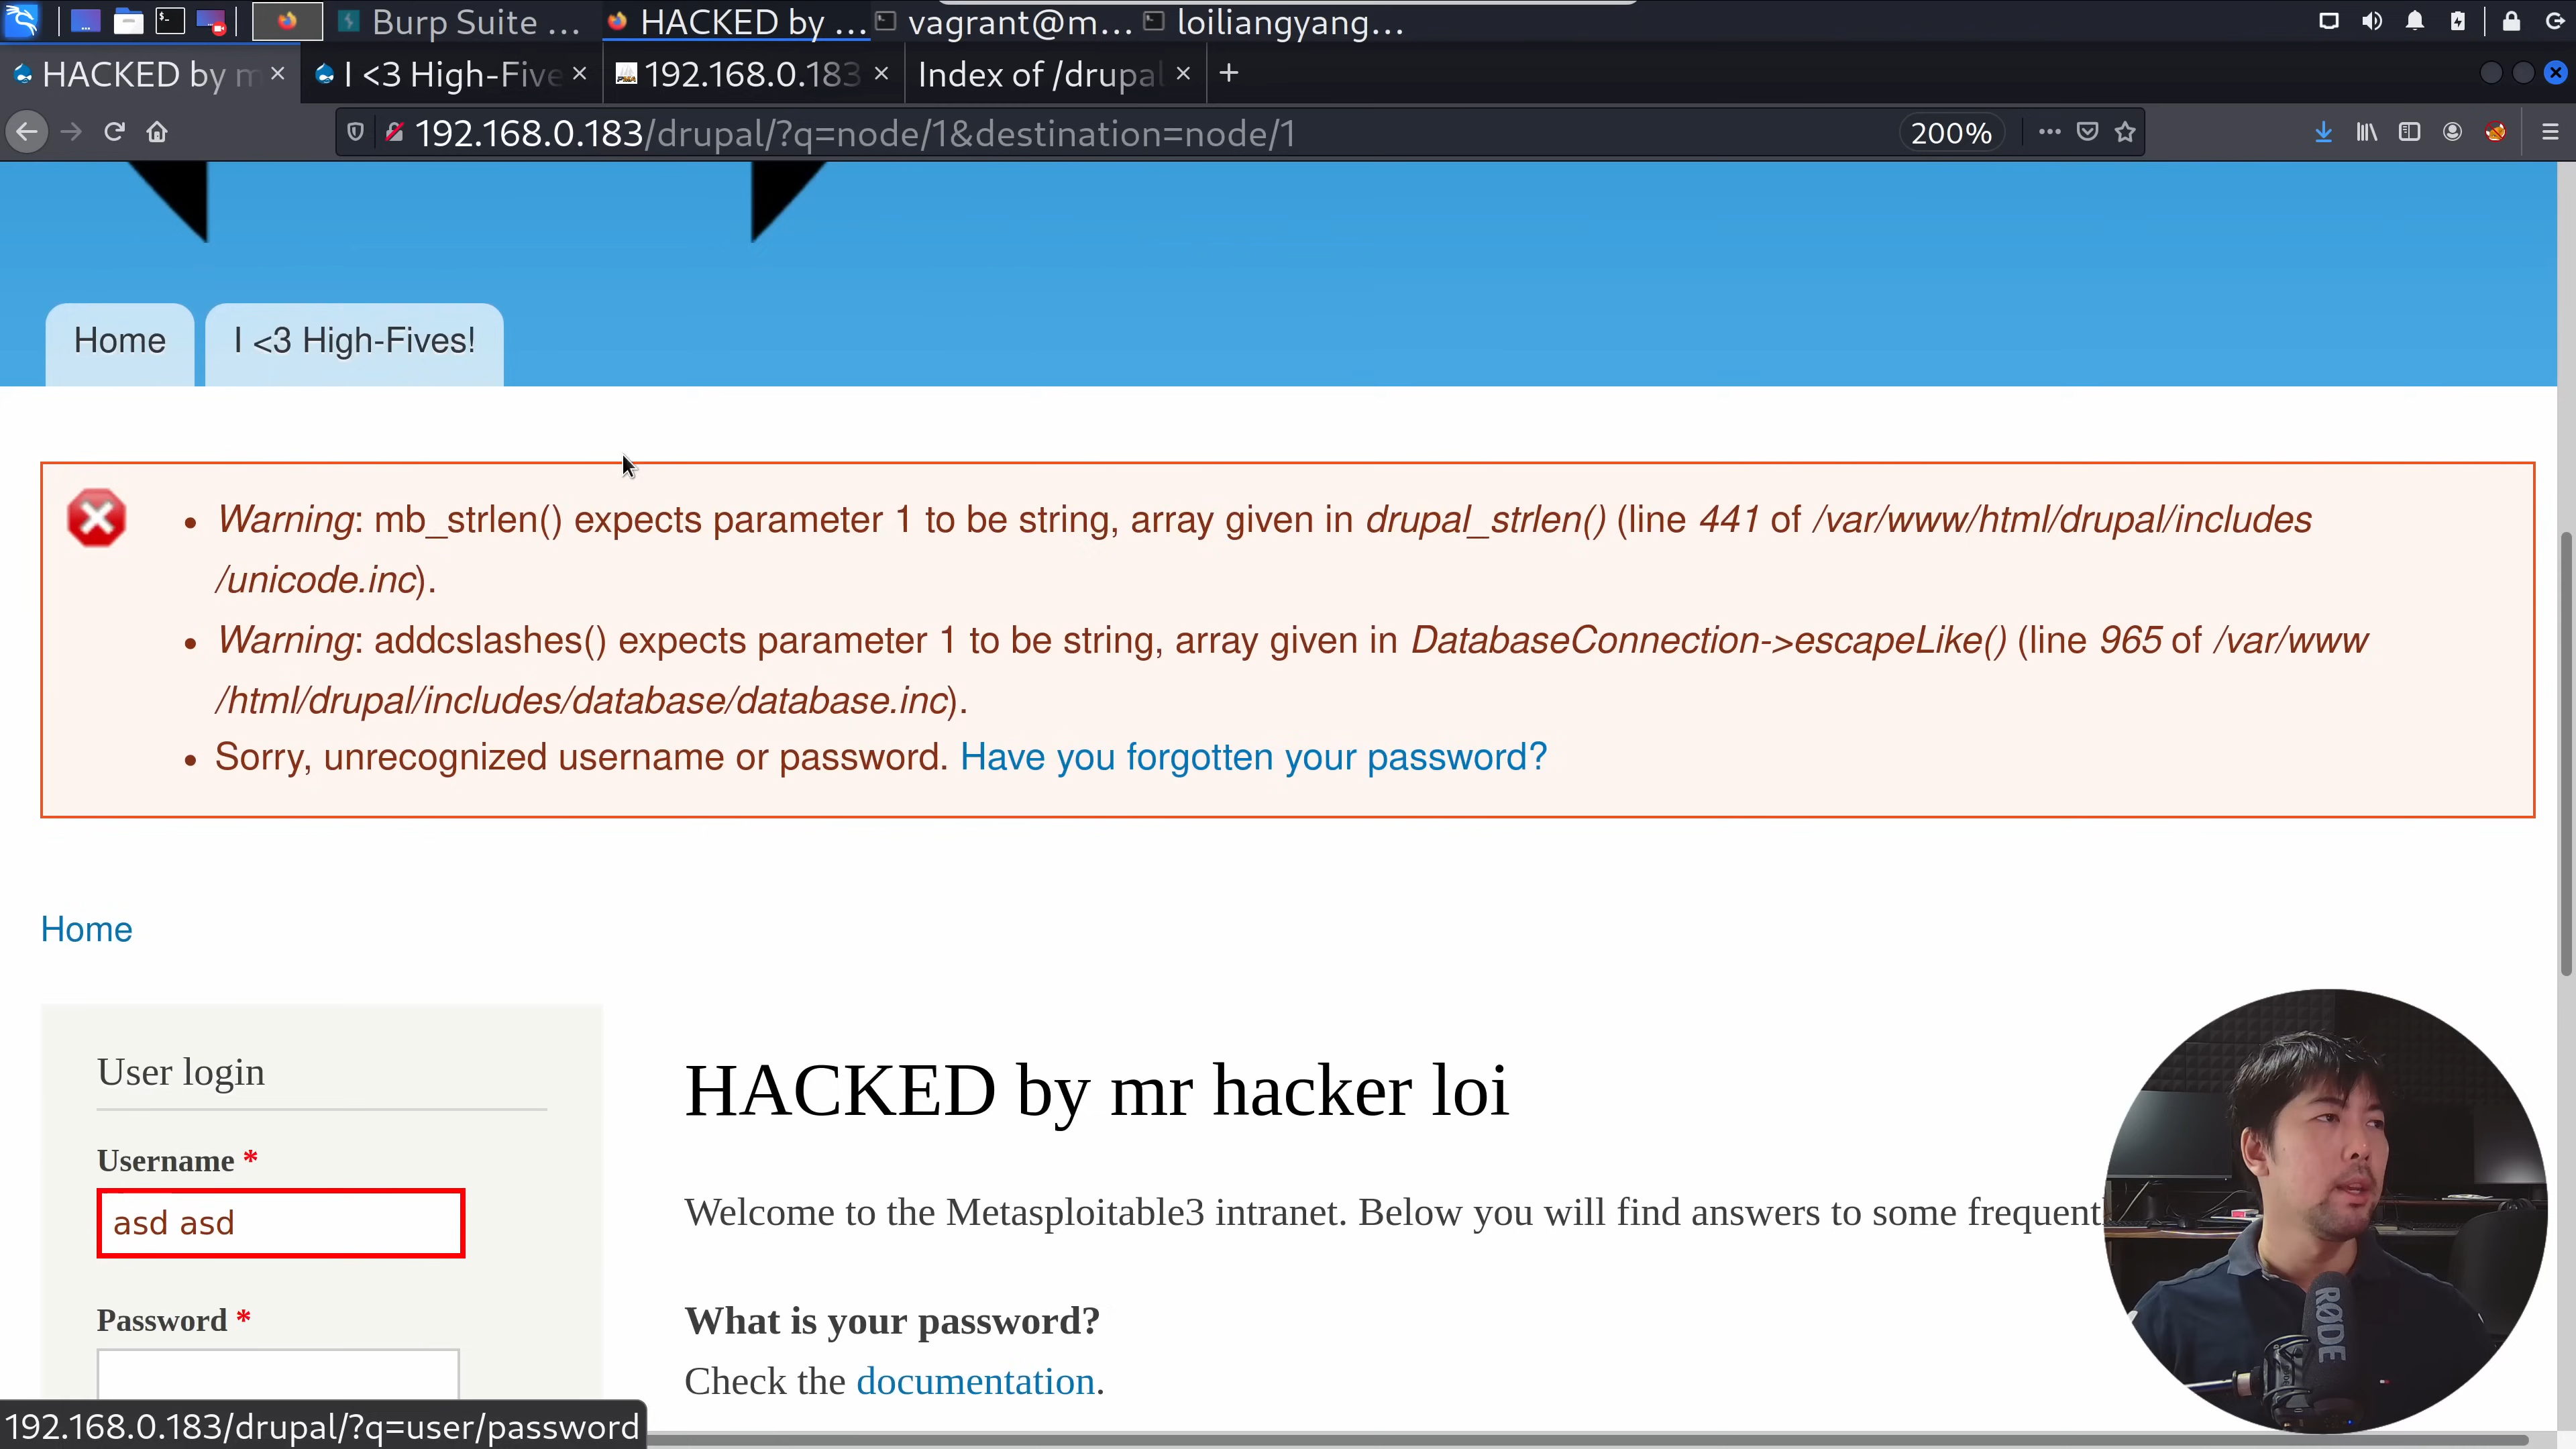 Burp Suite ...
HACKED by ...
vagrant@m...
loiliangyang...
HACKED by m
I <3 High-Five
192.168.0.183
Index of /drupal
192.168.0.183/drupal/?q=node/1&destination=node/1
200%
Home
I <3 High-Fives!
• Warning: mb_strlen() expects parameter 1 to be string, array given in drupal_strlen() (line 441 of /var/www/html/drupal/includes
/unicode.inc).
• Warning: addcslashes() expects parameter 1 to be string, array given in DatabaseConnection->escapeLike() (line 965 of /var/www
/html/drupal/includes/database/database.inc).
• Sorry, unrecognized username or password. Have you forgotten your password?
Home
User login
HACKED by mr hacker loi
Username *
asd asd
Welcome to the Metasploitable3 intranet. Below you will find answers to some frequent
Password *
What is your password?
Check the documentation.
RØDE
192.168.0.183/drupal/?q=user/password